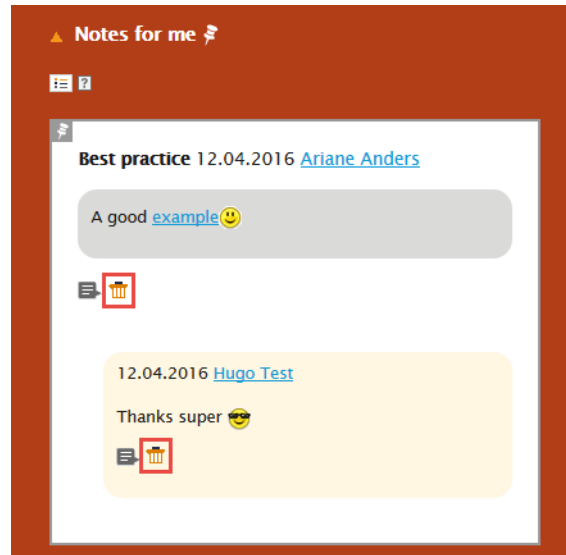 Notes for me
?
Best practice 12.04.2016 Ariane Anders
A good example
12.04.2016 Hugo Test
Thanks super